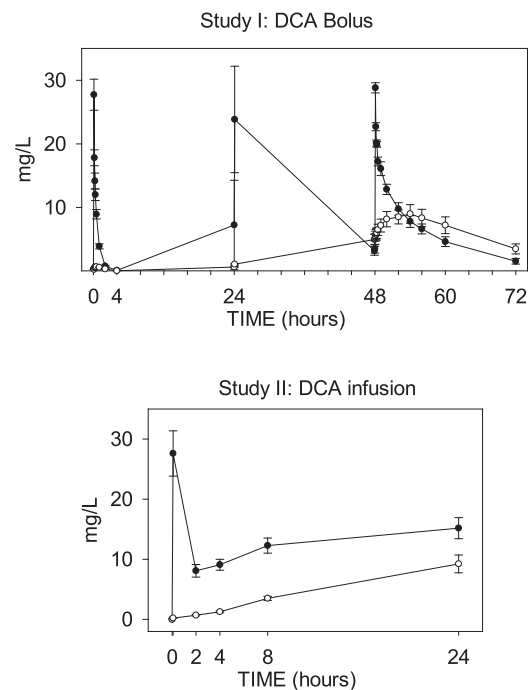 Study I: DCA Bolus
30
20
10
mg/L
0 4 24 48 60 72
TIME (hours)
Study II: DCA infusion
30
20
10
0
mg/L
0 2 4 8 24
TIME (hours)